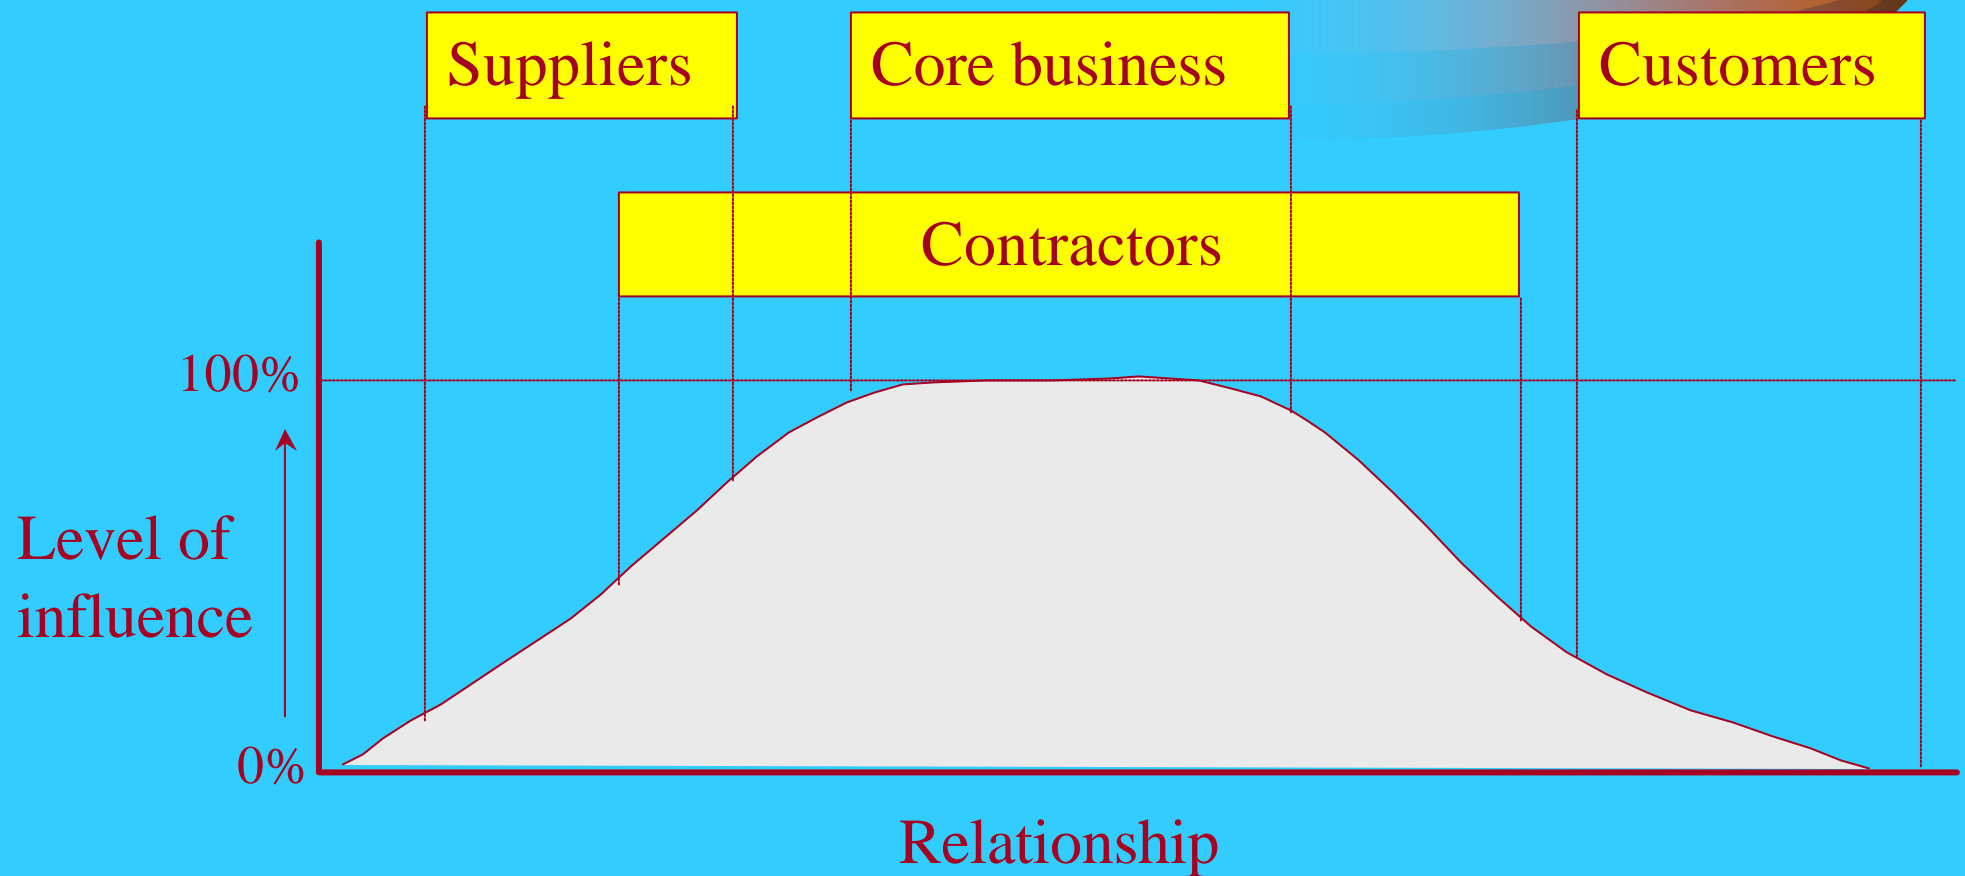 Suppliers
Core business
Customers
Contractors
100%
Level of
influence
0%
Relationship